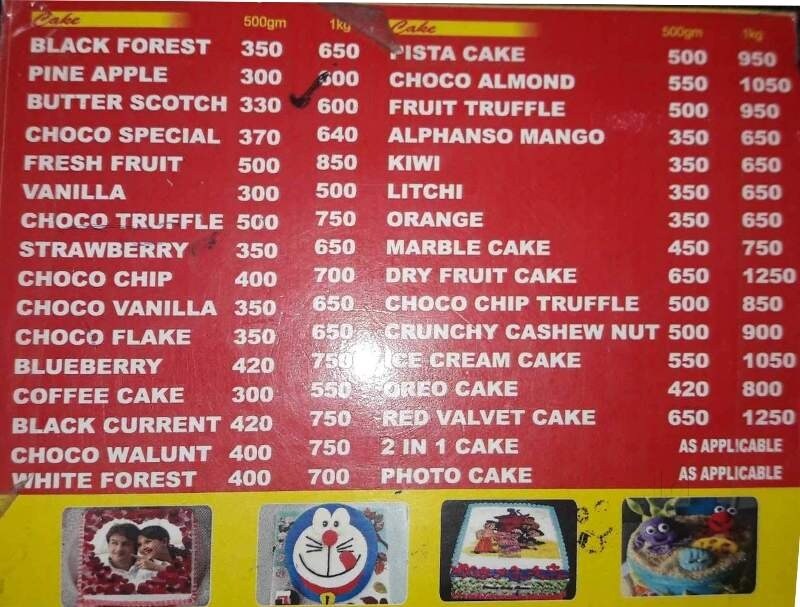 Cake 500gm 1kg
BLACK FOREST 350 650
PINE APPLE 300 600
BUTTER SCOTCH 330 600
CHOCO SPECIAL 370 640
FRESH FRUIT 500 850
VANILLA 300 500
CHOCO TRUFFLE 500 750
STRAWBERRY 350 650
CHOCO CHIP 400 700
CHOCO VANILLA 350 650
CHOCO FLAKE 350 650
BLUEBERRY 420 750
COFFEE CAKE 300 550
BLACK CURRENT 420 750
CHOCO WALUNT 400 750
WHITE FOREST 400 700
Cake 500gm 1kg
PISTA CAKE 500 950
CHOCO ALMOND 550 1050
FRUIT TRUFFLE 500 950
ALPHANSO MANGO 350 650
KIWI 350 650
LITCHI 350 650
ORANGE 350 650
MARBLE CAKE 450 750
DRY FRUIT CAKE 650 1250
CHOCO CHIP TRUFFLE 500 850
CRUNCHY CASHEW NUT 500 900
ICE CREAM CAKE 550 1050
OREO CAKE 420 800
RED VALVET CAKE 650 1250
2 IN 1 CAKE AS APPLICABLE
PHOTO CAKE AS APPLICABLE